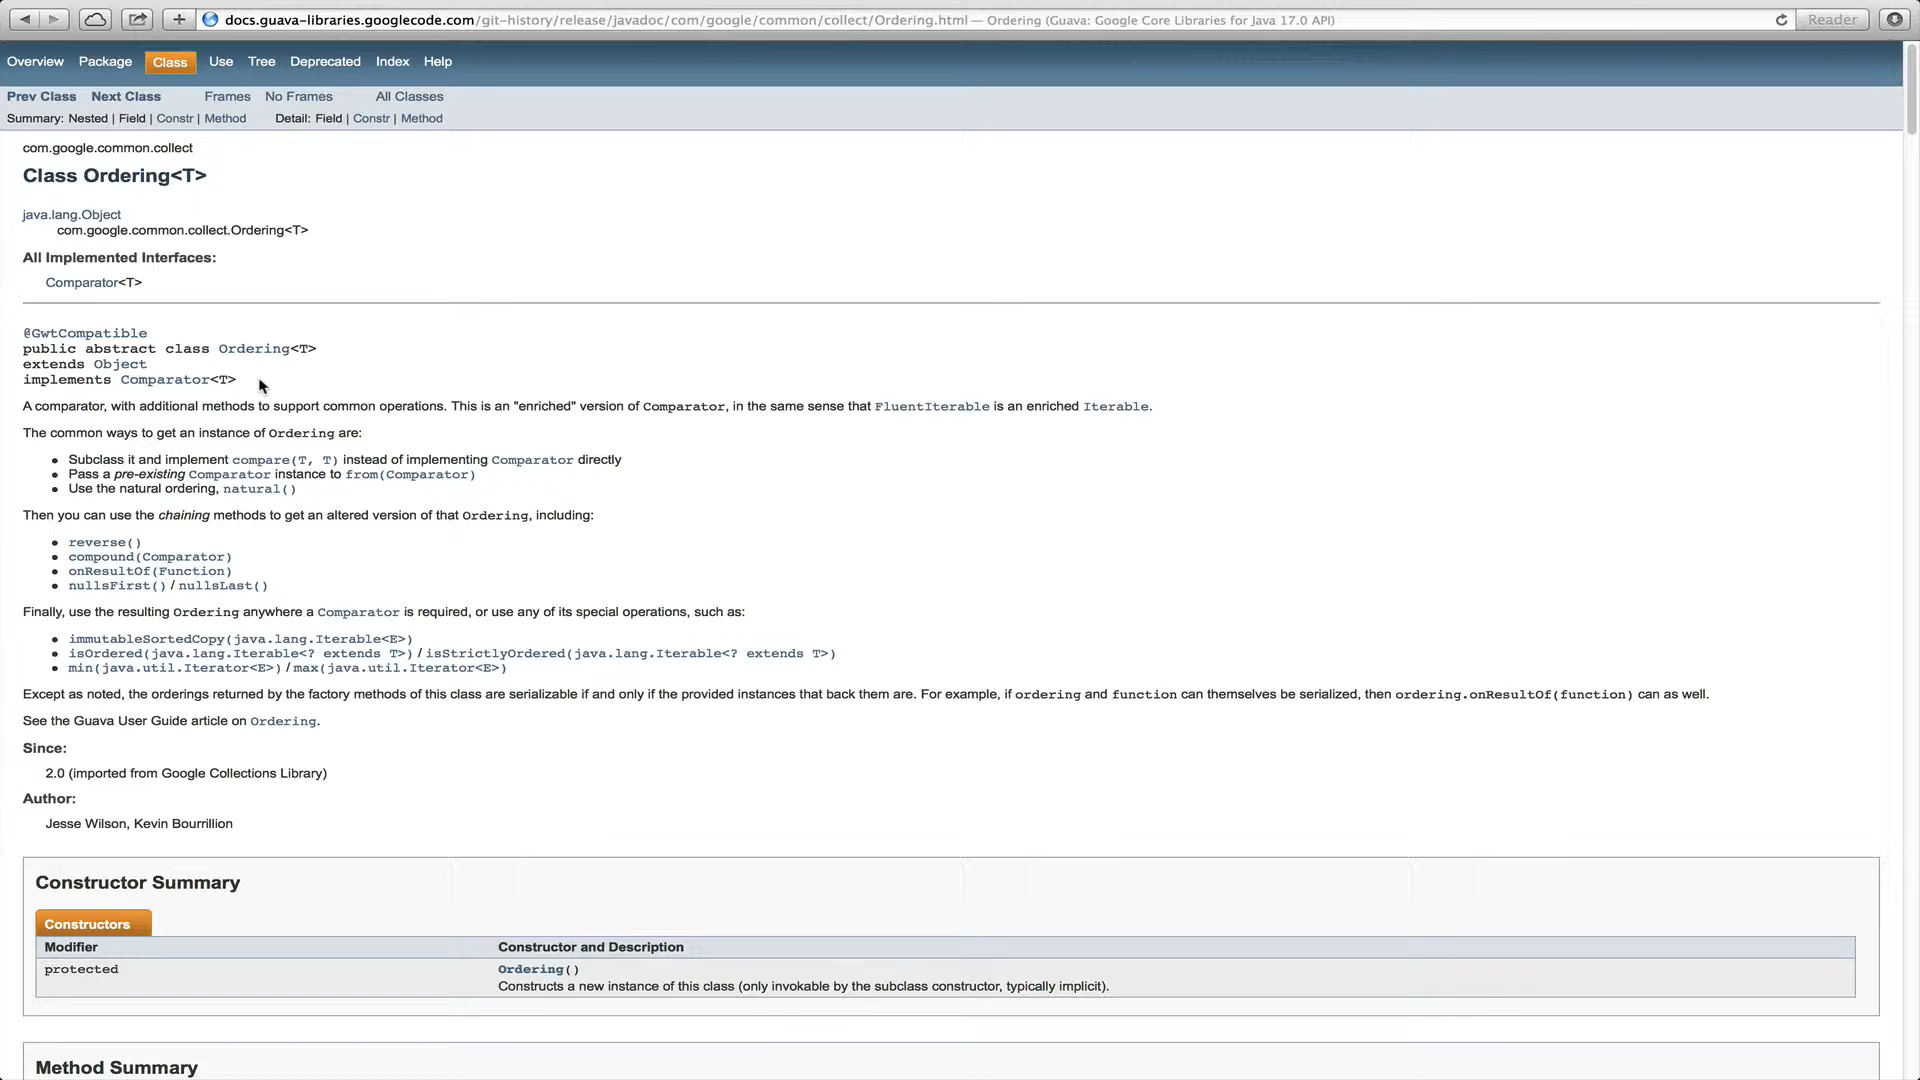 docs.guava-libraries.googlecode.com/git-history/release/javadoc/com/google/common/collect/Ordering.html — Ordering (Guava: Google Core Libraries for Java 17.0 API) Reader
Overview Package Class Use Tree Deprecated Index Help
Prev Class Next Class Frames No Frames All Classes
Summary: Nested | Field | Constr | Method Detail: Field | Constr | Method
com.google.common.collect
Class Ordering<T>
java.lang.Object
com.google.common.collect.Ordering<T>
All Implemented Interfaces:
Comparator<T>
@GwtCompatible
public abstract class Ordering<T>
extends Object
implements Comparator<T>
A comparator, with additional methods to support common operations. This is an "enriched" version of Comparator, in the same sense that FluentIterable is an enriched Iterable.
The common ways to get an instance of Ordering are:
• Subclass it and implement compare(T, T) instead of implementing Comparator directly
• Pass a pre-existing Comparator instance to from(Comparator)
• Use the natural ordering, natural()
Then you can use the chaining methods to get an altered version of that Ordering, including:
• reverse()
• compound(Comparator)
• onResultOf(Function)
• nullsFirst() / nullsLast()
Finally, use the resulting Ordering anywhere a Comparator is required, or use any of its special operations, such as:
• immutableSortedCopy(java.lang.Iterable<E>)
• isOrdered(java.lang.Iterable<? extends T>) / isStrictlyOrdered(java.lang.Iterable<? extends T>)
• min(java.util.Iterator<E>) / max(java.util.Iterator<E>)
Except as noted, the orderings returned by the factory methods of this class are serializable if and only if the provided instances that back them are. For example, if ordering and function can themselves be serialized, then ordering.onResultOf(function) can as well.
See the Guava User Guide article on Ordering.
Since:
2.0 (imported from Google Collections Library)
Author:
Jesse Wilson, Kevin Bourrillion
Constructor Summary
Constructors
Modifier Constructor and Description
protected Ordering()
Constructs a new instance of this class (only invokable by the subclass constructor, typically implicit).
Method Summary